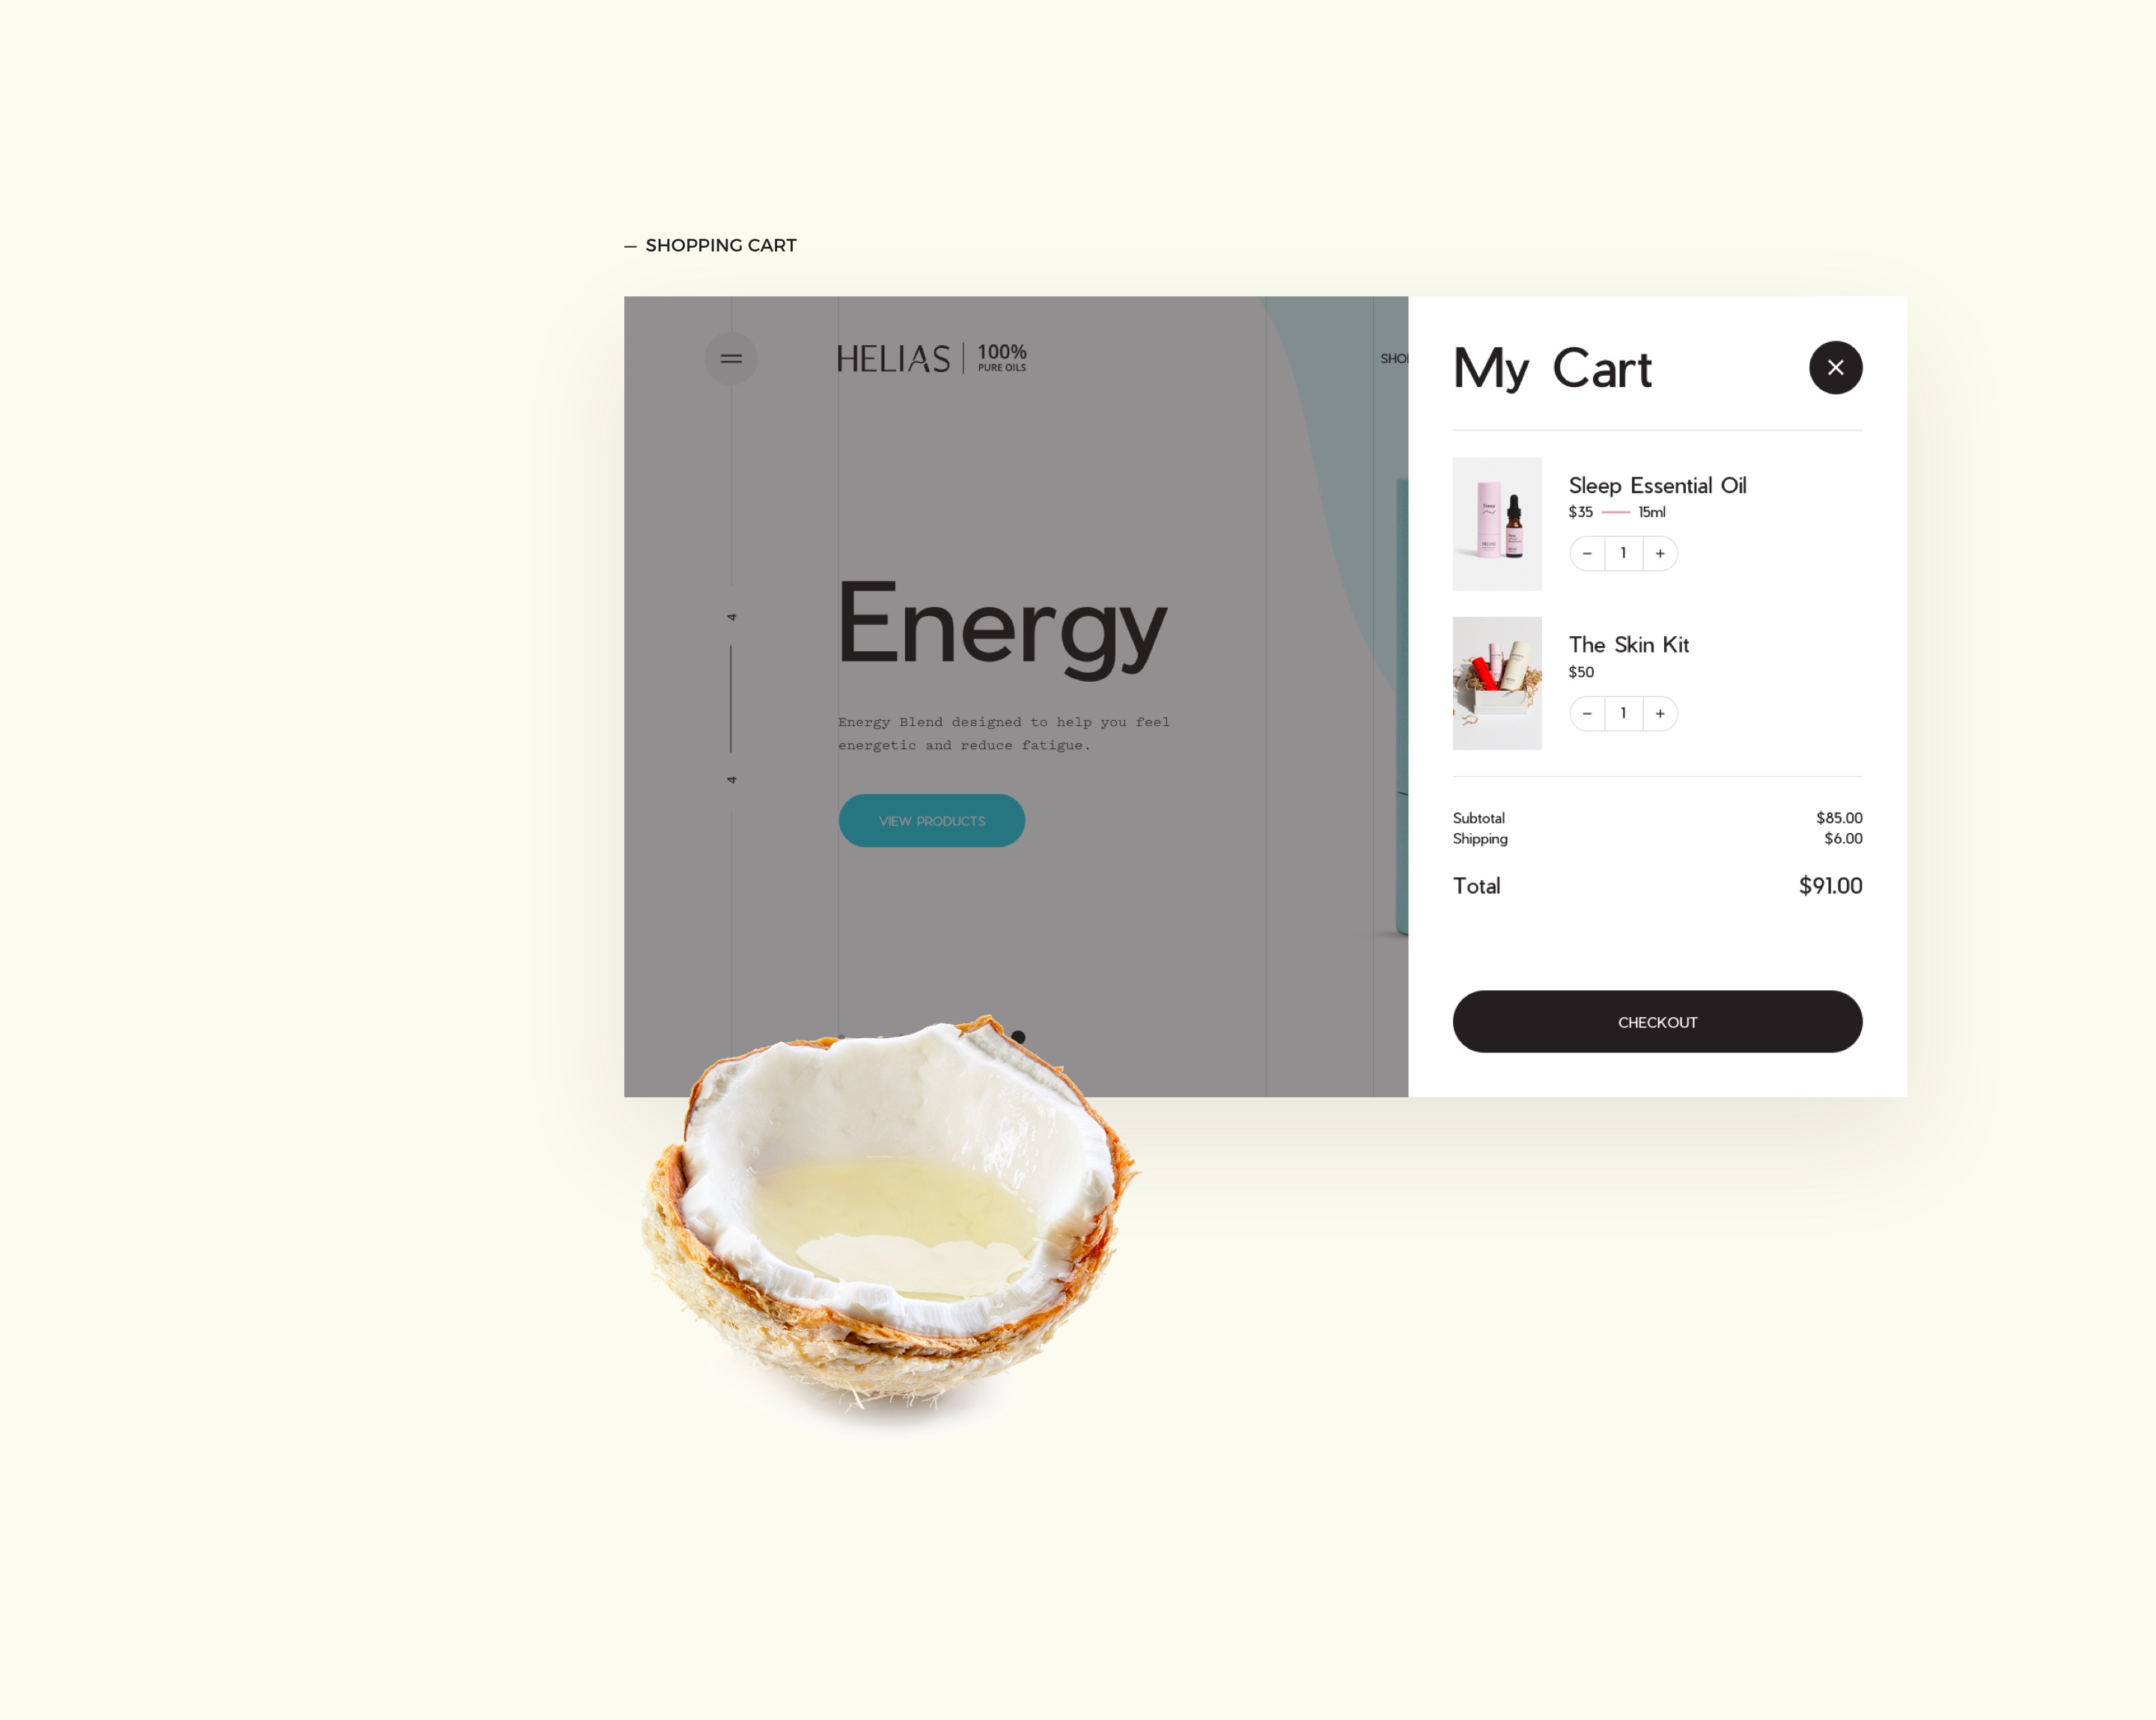 — SHOPPING CART
HELIAS | 100%
PURE OILS
SHO
Energy
Energy Blend designed to help you feel
energetic and reduce fatigue.
VIEW PRODUCTS
4
4
My Cart
Sleep Essential Oil
$35 — 15ml
− 1 +
The Skin Kit
$50
− 1 +
Subtotal $85.00
Shipping $6.00
Total $91.00
CHECKOUT
Sleep
HELIAS